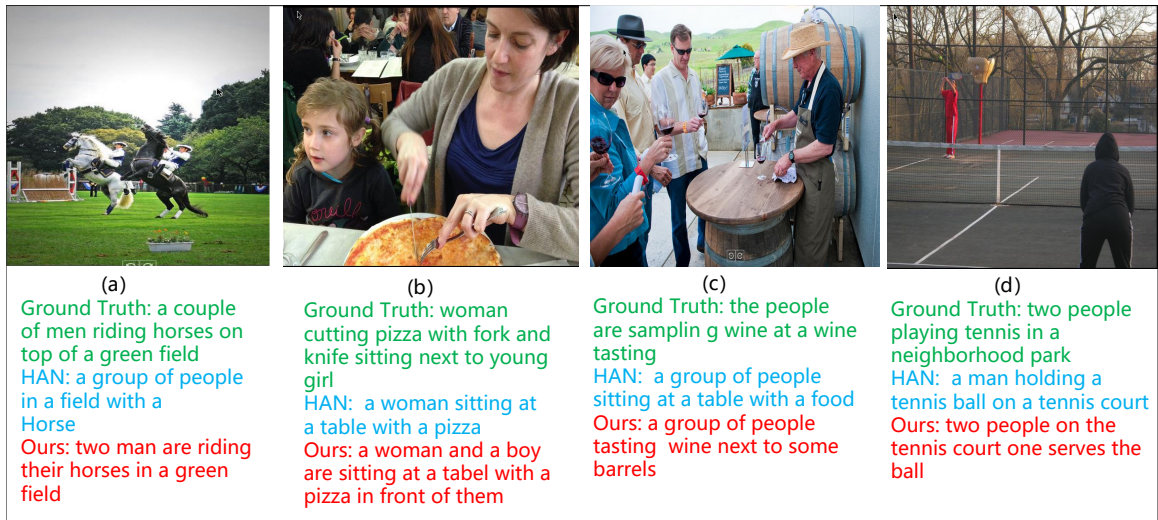 (a)
Ground Truth: a couple
of men riding horses on
top of a green field
HAN: a group of people
in a field with a
Horse
Ours: two man are riding
their horses in a green
field
(b)
Ground Truth: woman
cutting pizza with fork and
knife sitting next to young
girl
HAN: a woman sitting at
a table with a pizza
Ours: a woman and a boy
are sitting at a tabel with a
pizza in front of them
(c)
Ground Truth: the people
are samplin g wine at a wine
tasting
HAN: a group of people
sitting at a table with a food
Ours: a group of people
tasting wine next to some
barrels
(d)
Ground Truth: two people
playing tennis in a
neighborhood park
HAN: a man holding a
tennis ball on a tennis court
Ours: two people on the
tennis court one serves the
ball